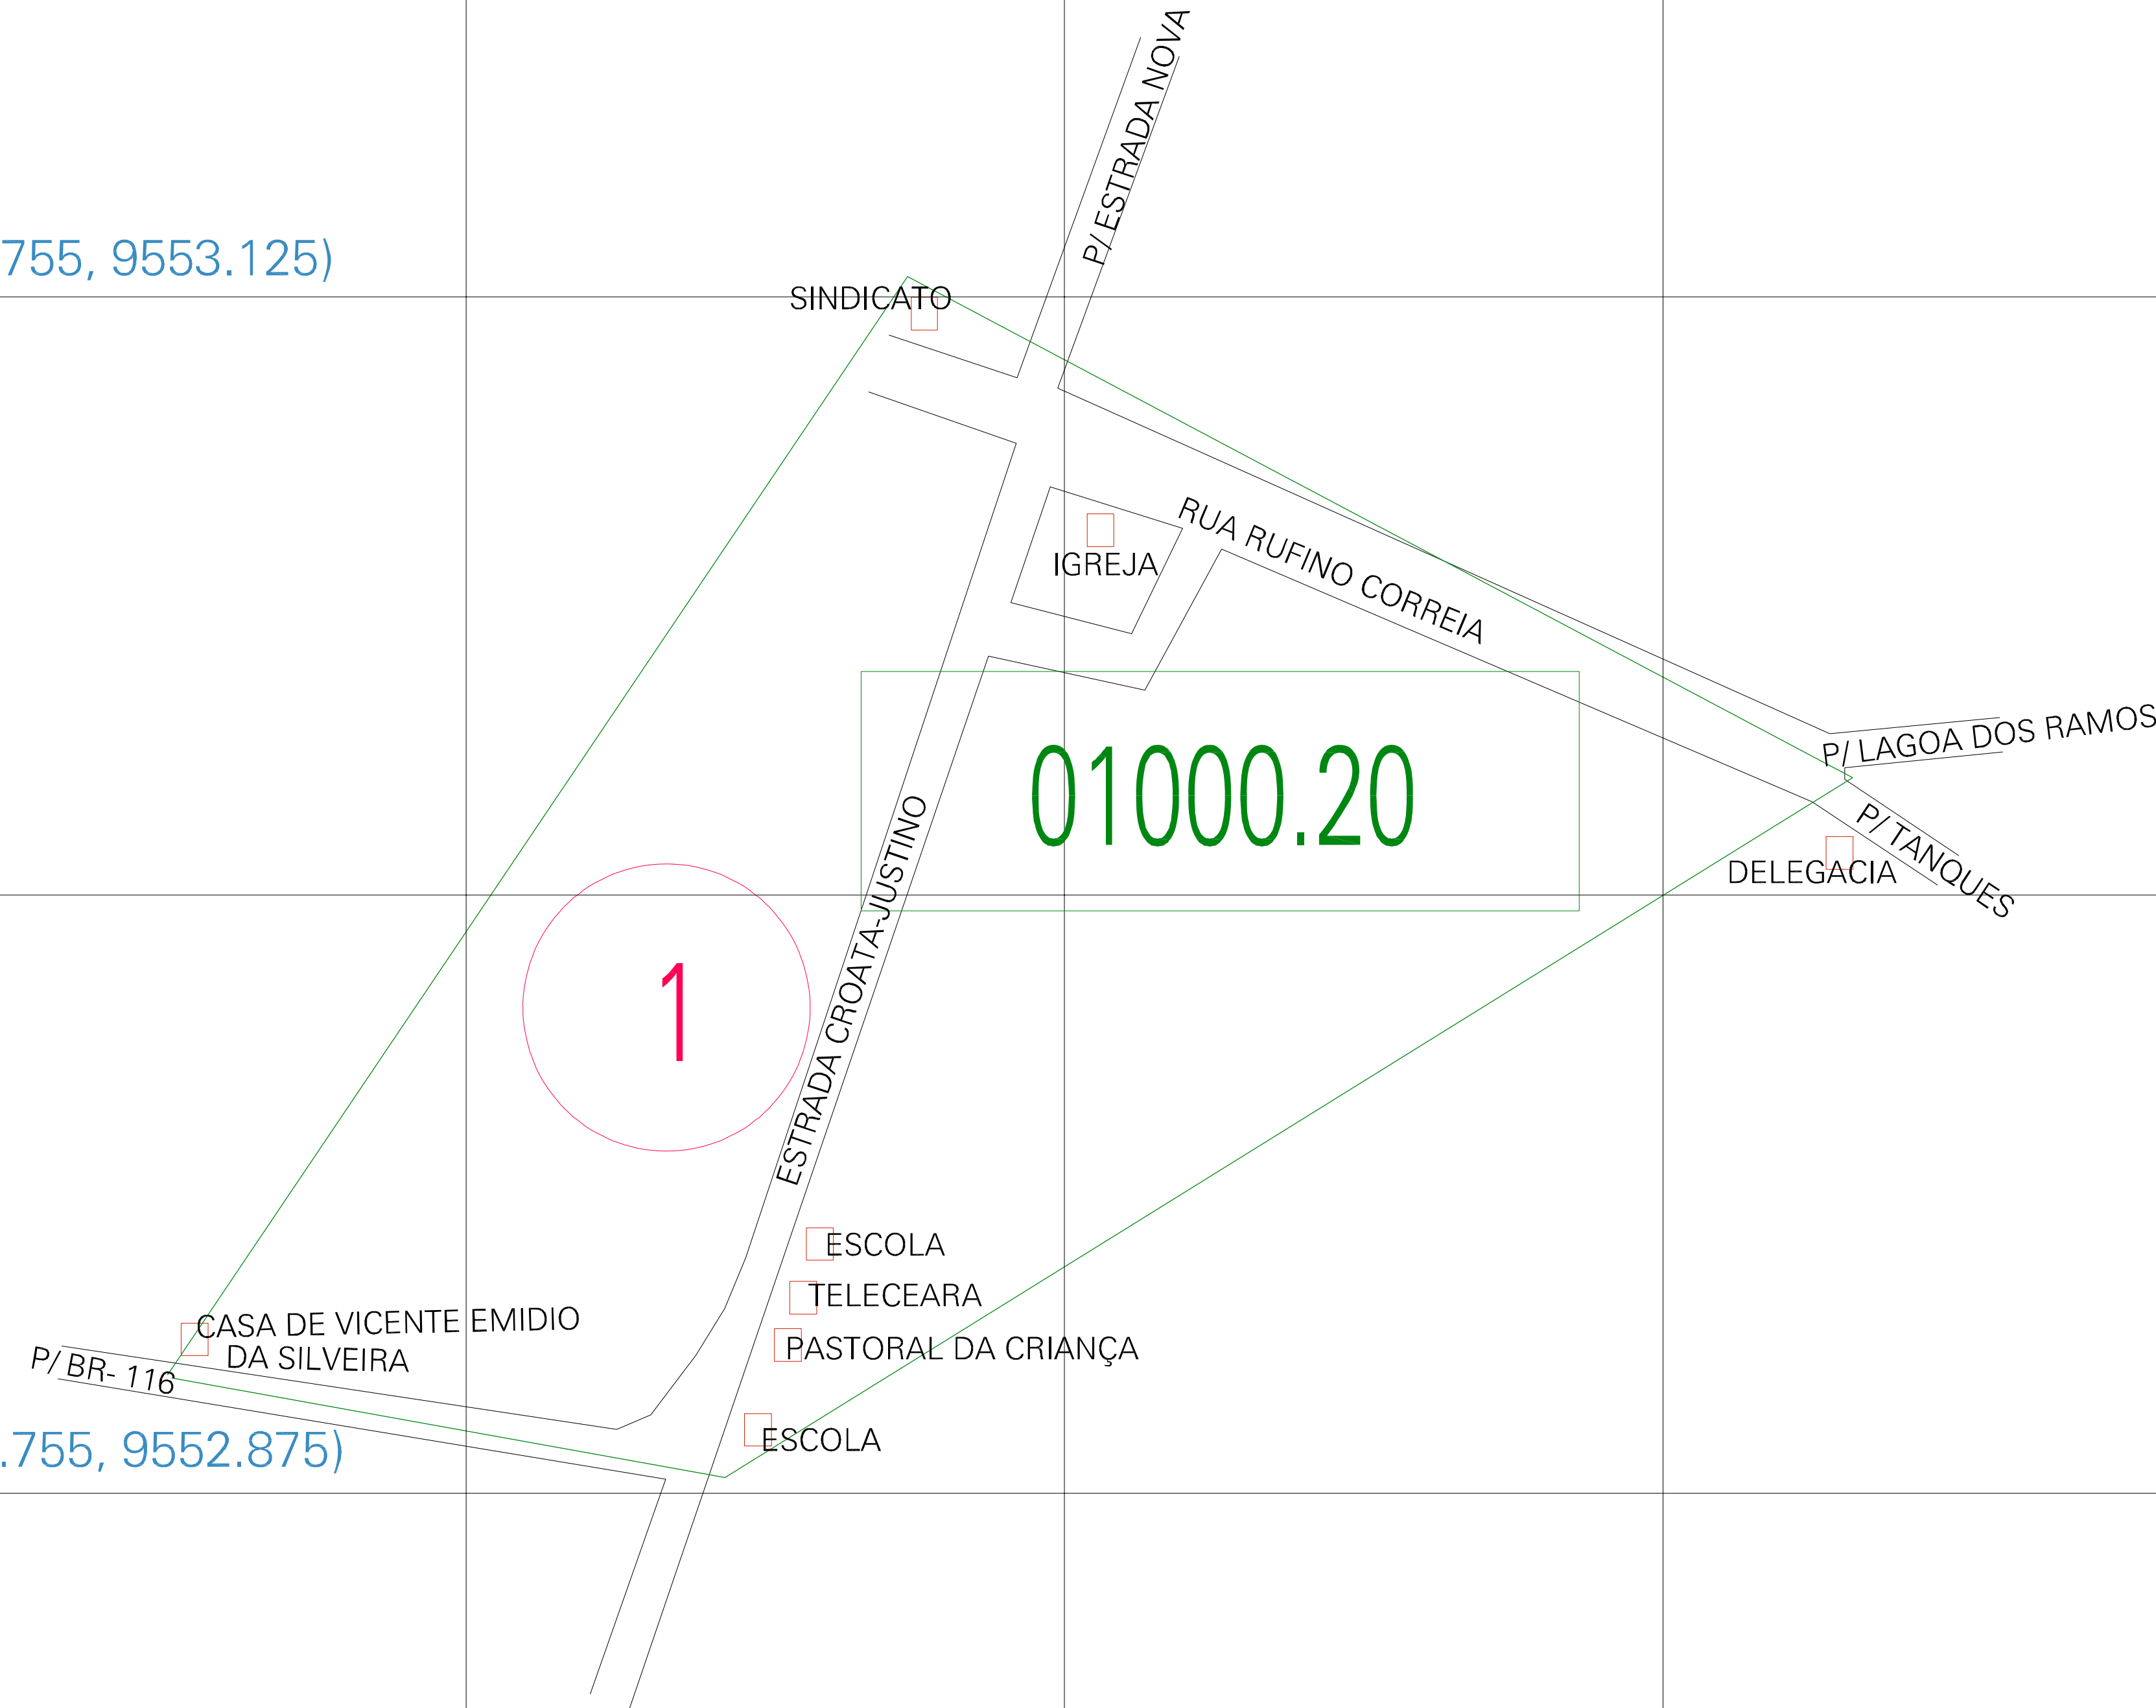 P/ ESTRADA NOVA
755, 9553.125)
SINDICATO
RUA RUFINO CORREIA
IGREJA
P/ LAGOA DOS RAMOS
01000.20
P/ TANQUES
DELEGACIA
ESTRADA CROATA-JUSTINO
1
ESCOLA
TELECEARA
CASA DE VICENTE EMIDIO
DA SILVEIRA
PASTORAL DA CRIANÇA
P/ BR- 116
ESCOLA
.755, 9552.875)